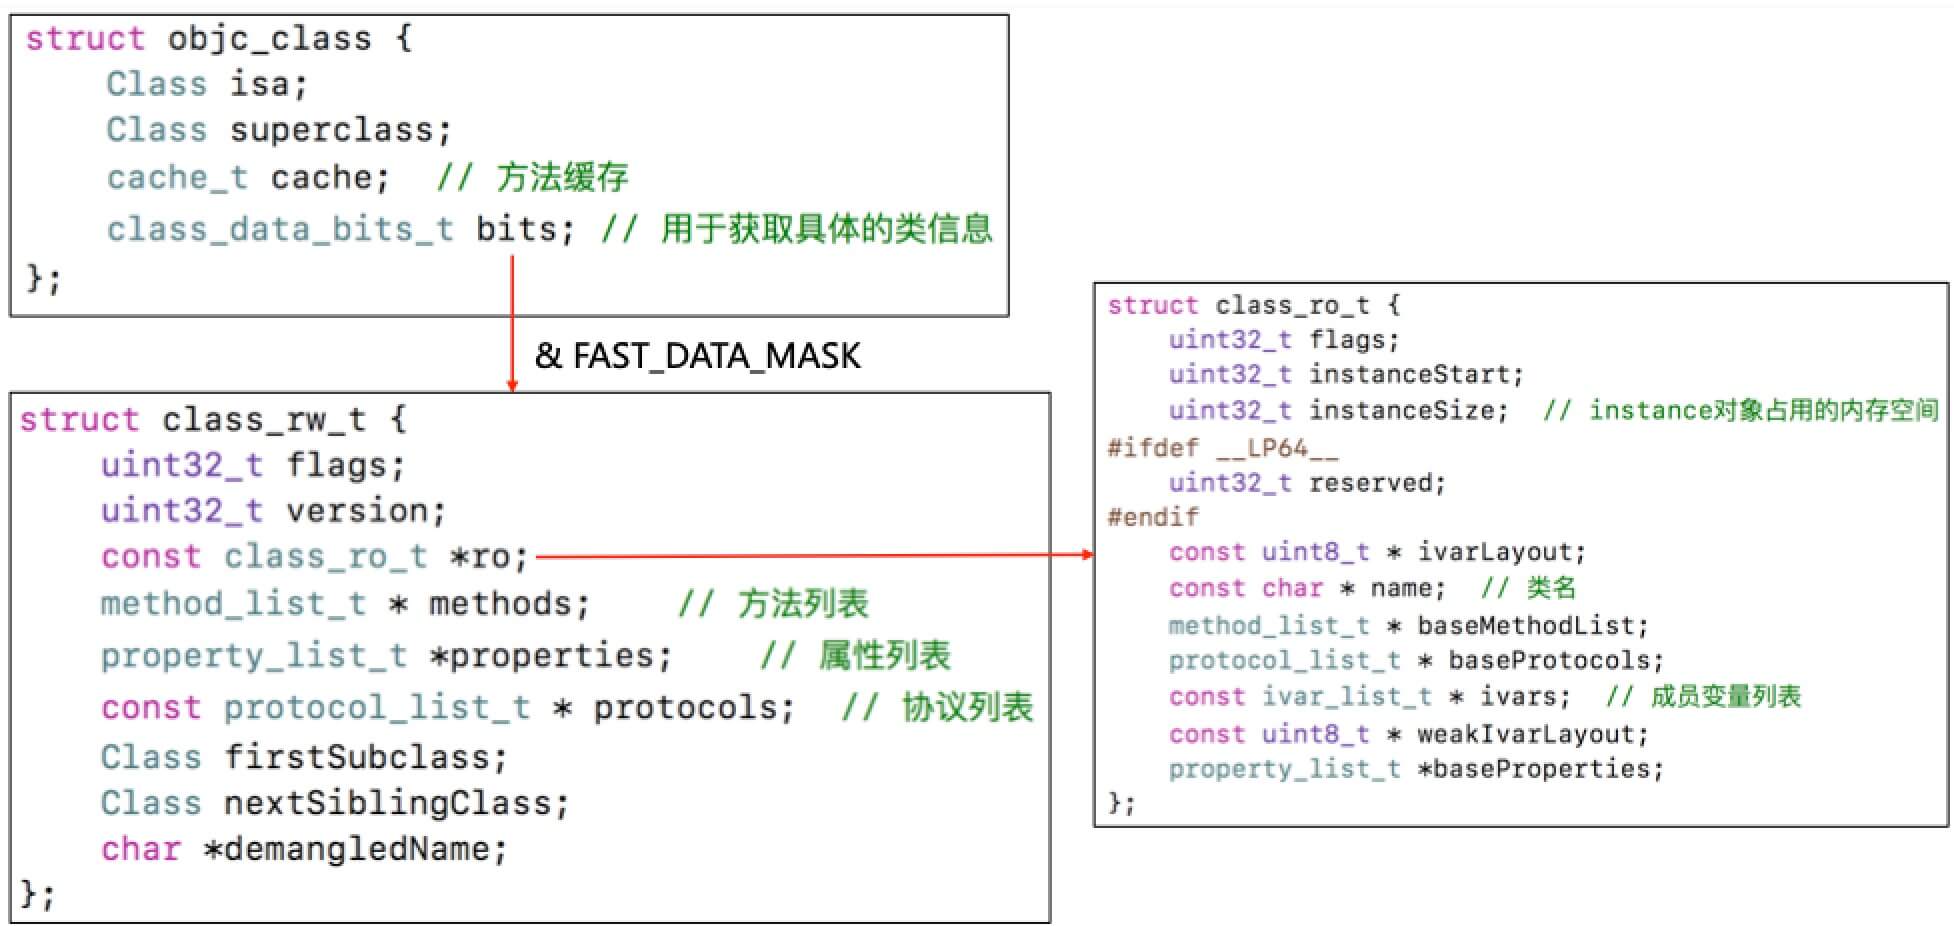 struct objc_class {
    Class isa;
    Class superclass;
    cache_t cache;  // 方法缓存
    class_data_bits_t bits; // 用于获取具体的类信息
};
& FAST_DATA_MASK
struct class_rw_t {
    uint32_t flags;
    uint32_t version;
    const class_ro_t *ro;
    method_list_t * methods;    // 方法列表
    property_list_t *properties;    // 属性列表
    const protocol_list_t * protocols;  // 协议列表
    Class firstSubclass;
    Class nextSiblingClass;
    char *demangledName;
};
struct class_ro_t {
    uint32_t flags;
    uint32_t instanceStart;
    uint32_t instanceSize;  // instance对象占用的内存空间
#ifdef __LP64__
    uint32_t reserved;
#endif
    const uint8_t * ivarLayout;
    const char * name;  // 类名
    method_list_t * baseMethodList;
    protocol_list_t * baseProtocols;
    const ivar_list_t * ivars;  // 成员变量列表
    const uint8_t * weakIvarLayout;
    property_list_t *baseProperties;
};